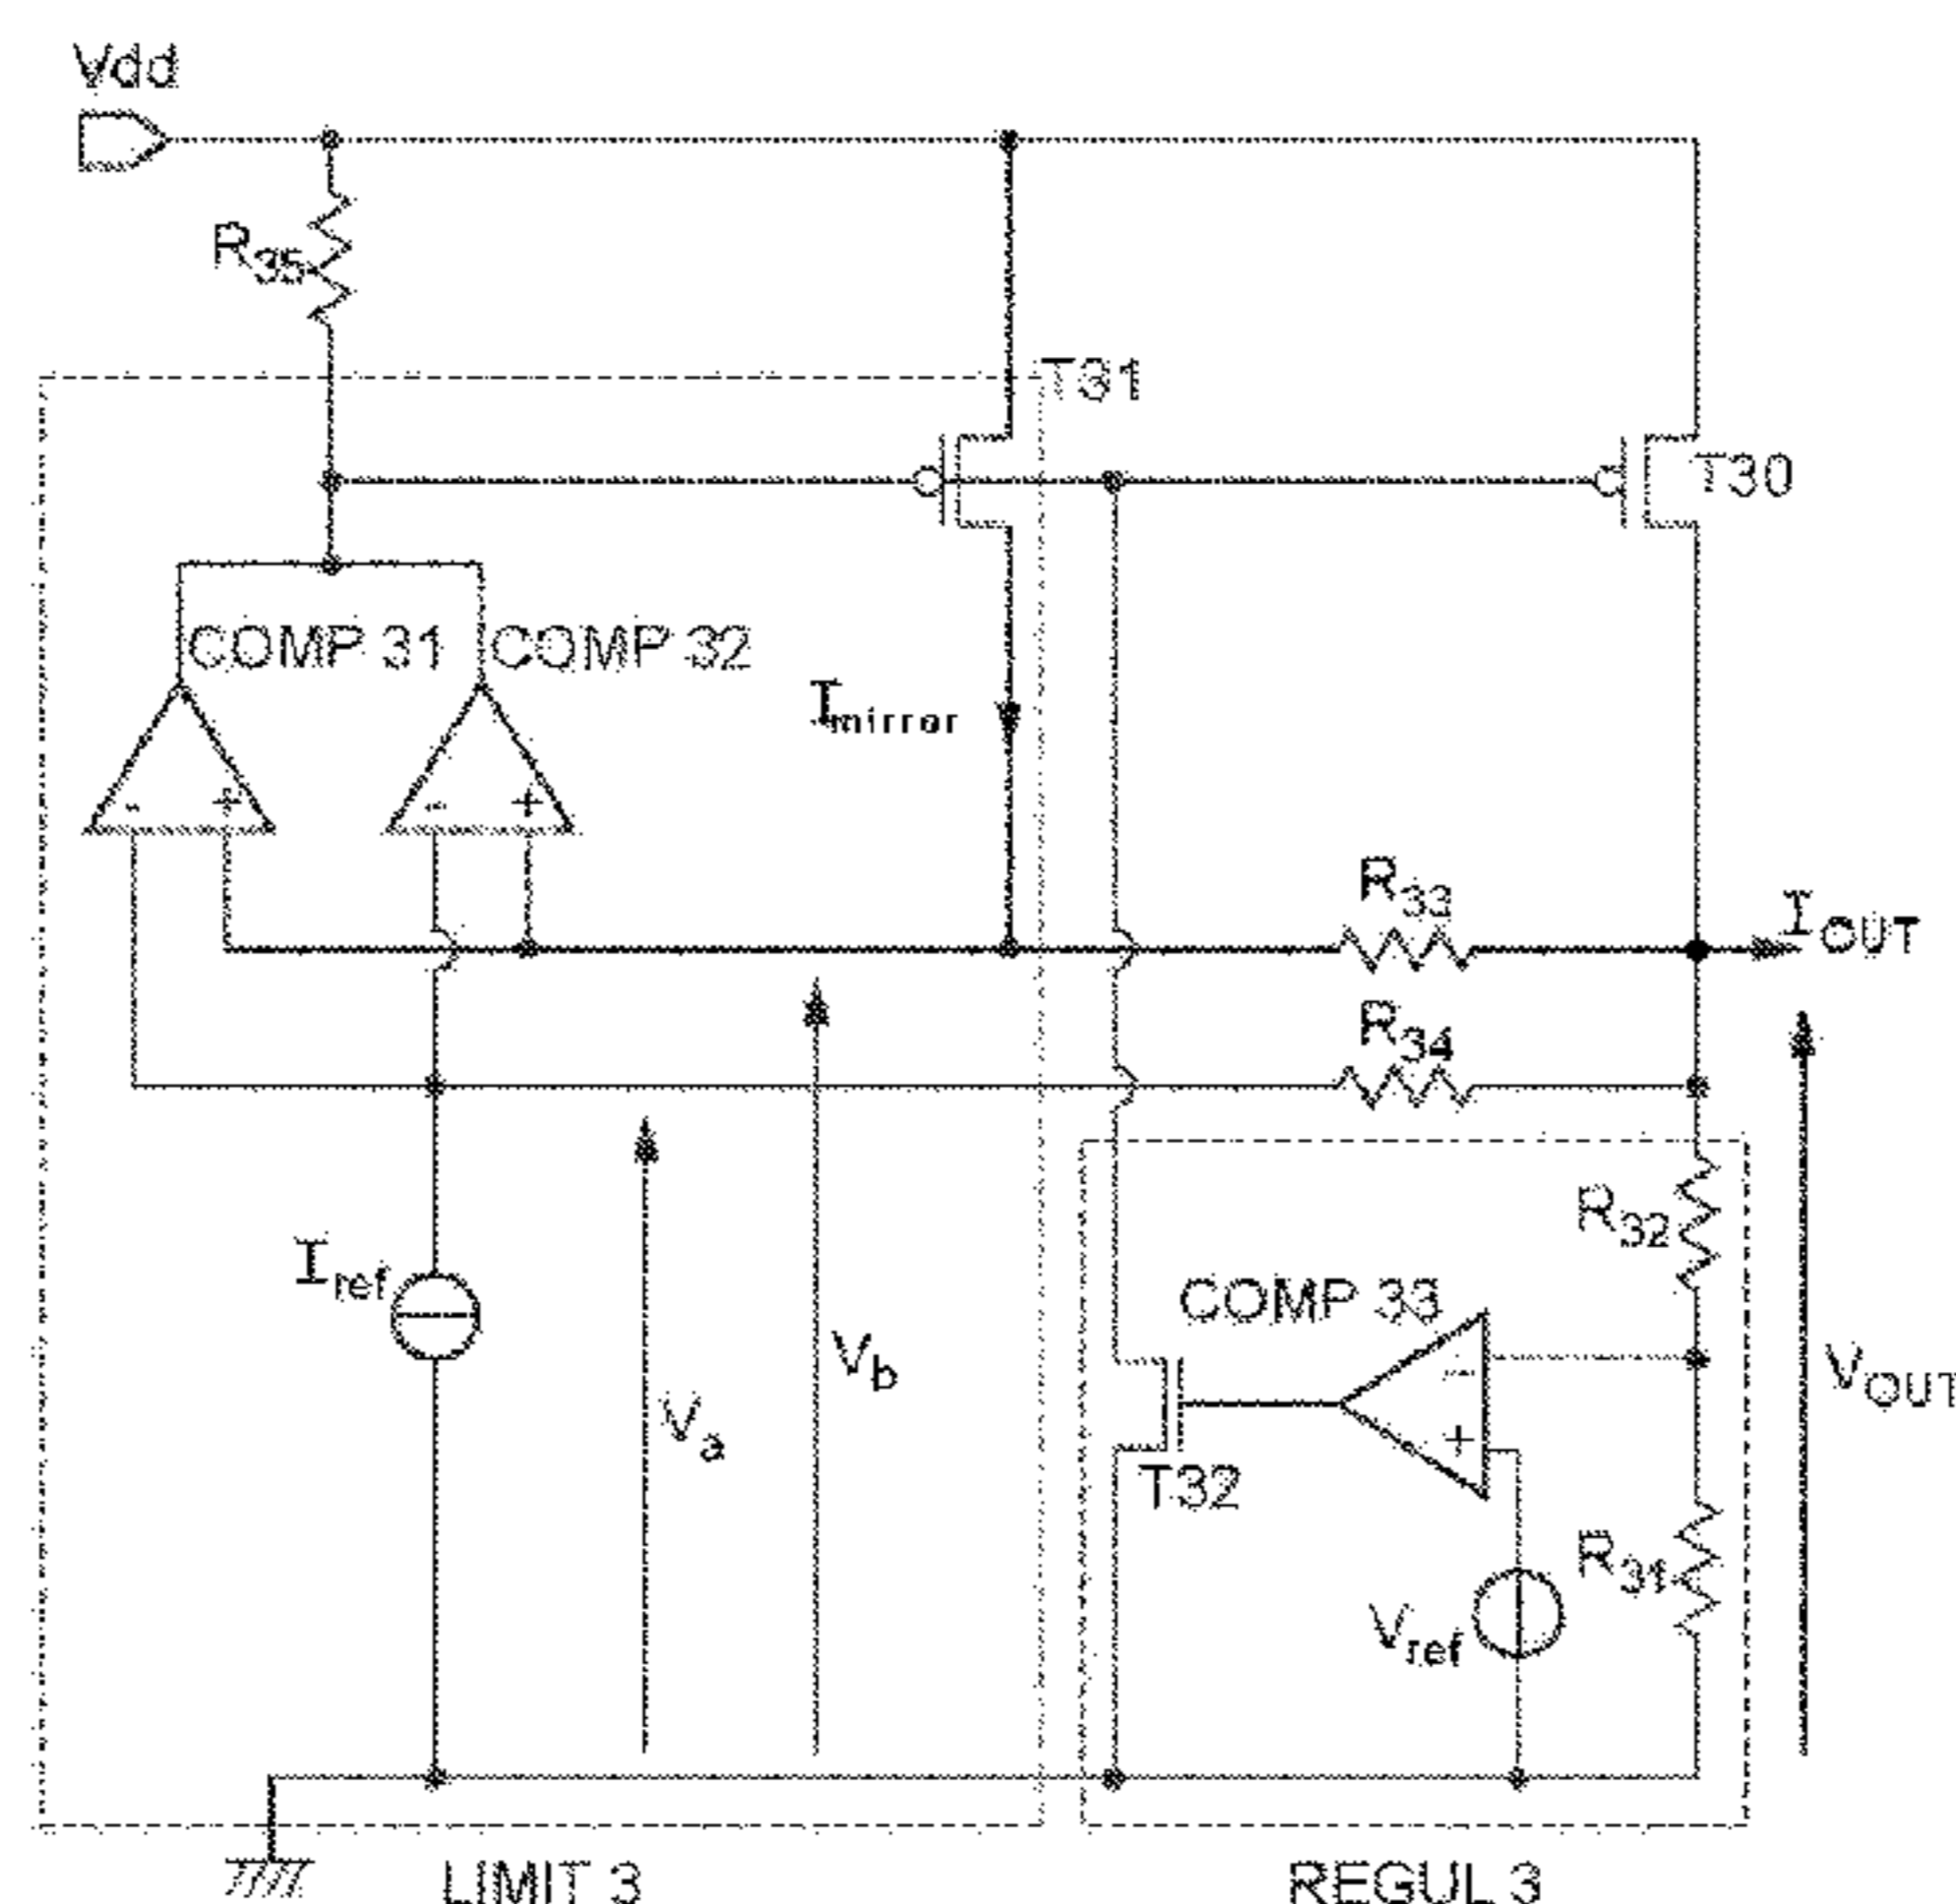 Vdd
R35
T31
T30
COMP 31
COMP 32
Imirror
- +
- +
R33
IOUT
R34
R32
Iref
COMP 33
-
Vb
VOUT
Va
+
T32
R31
Vref
LIMIT 3
REGUL 3